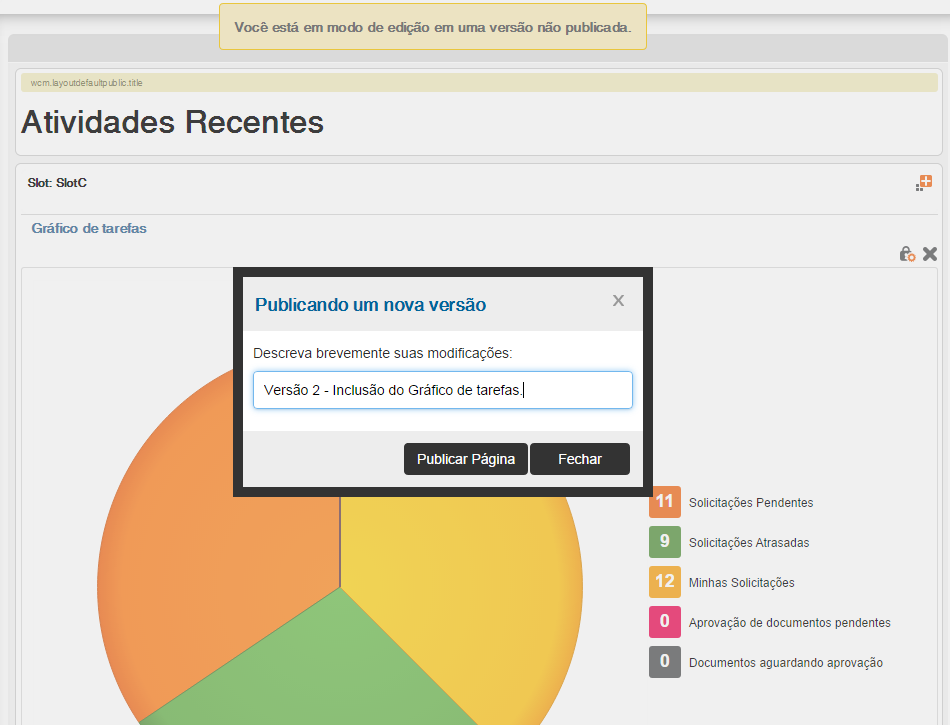 Você está em modo de edição em uma versão não publicada.
wcm.layoutdefaultpublic.title
Atividades Recentes
Slot: SlotC
Gráfico de tarefas
Publicando um nova versão
X
Descreva brevemente suas modificações:
Versão 2 - Inclusão do Gráfico de tarefas.
Publicar Página
Fechar
11 Solicitações Pendentes
9 Solicitações Atrasadas
12 Minhas Solicitações
0 Aprovação de documentos pendentes
0 Documentos aguardando aprovação